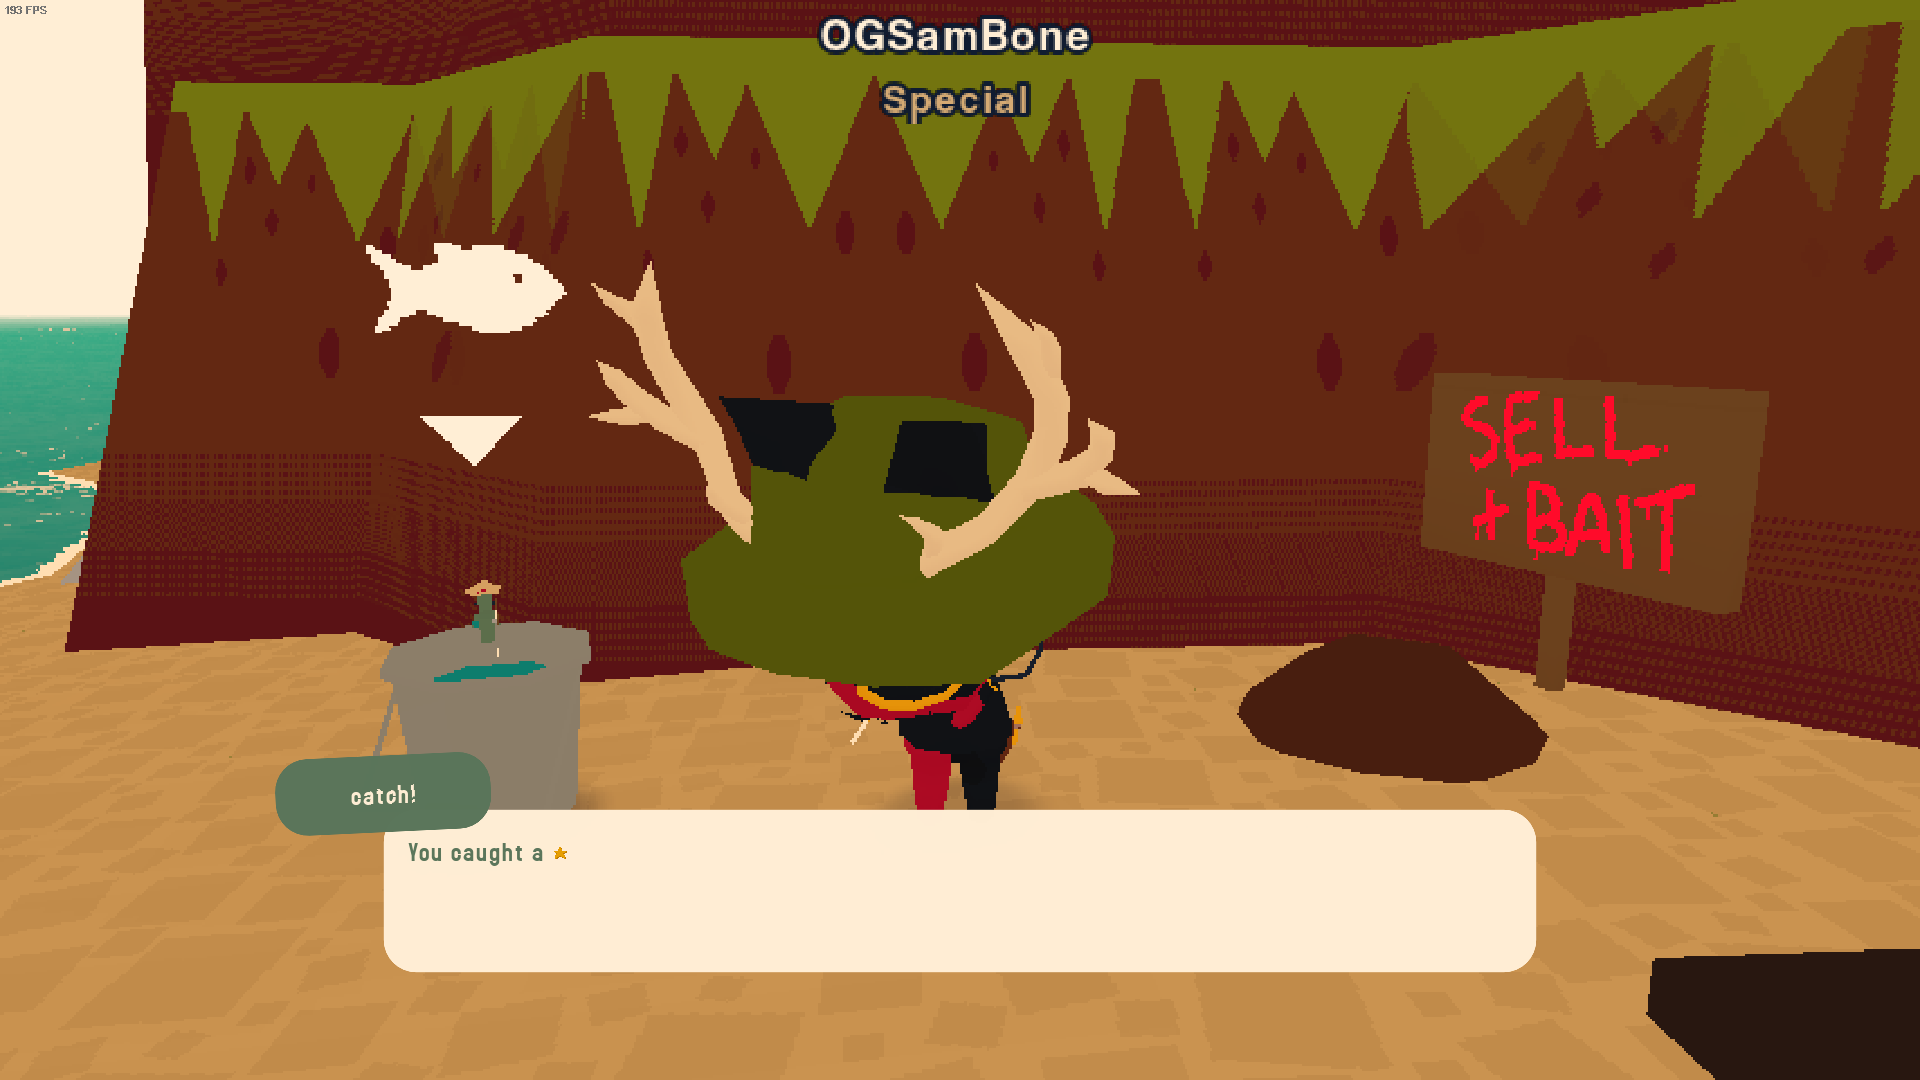 193 FPS
OGSamBone
Special
SELL
+ BAIT
catch!
You caught a ★